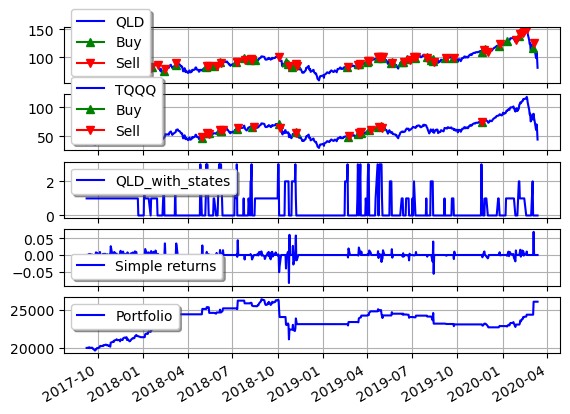 150
100
QLD
Buy
Sell
100
50
TQQQ
Buy
Sell
2
0
QLD_with_states
0.05
0.00
−0.05
Simple returns
25000
20000
Portfolio
2017-10
2018-01
2018-04
2018-07
2018-10
2019-01
2019-04
2019-07
2019-10
2020-01
2020-04